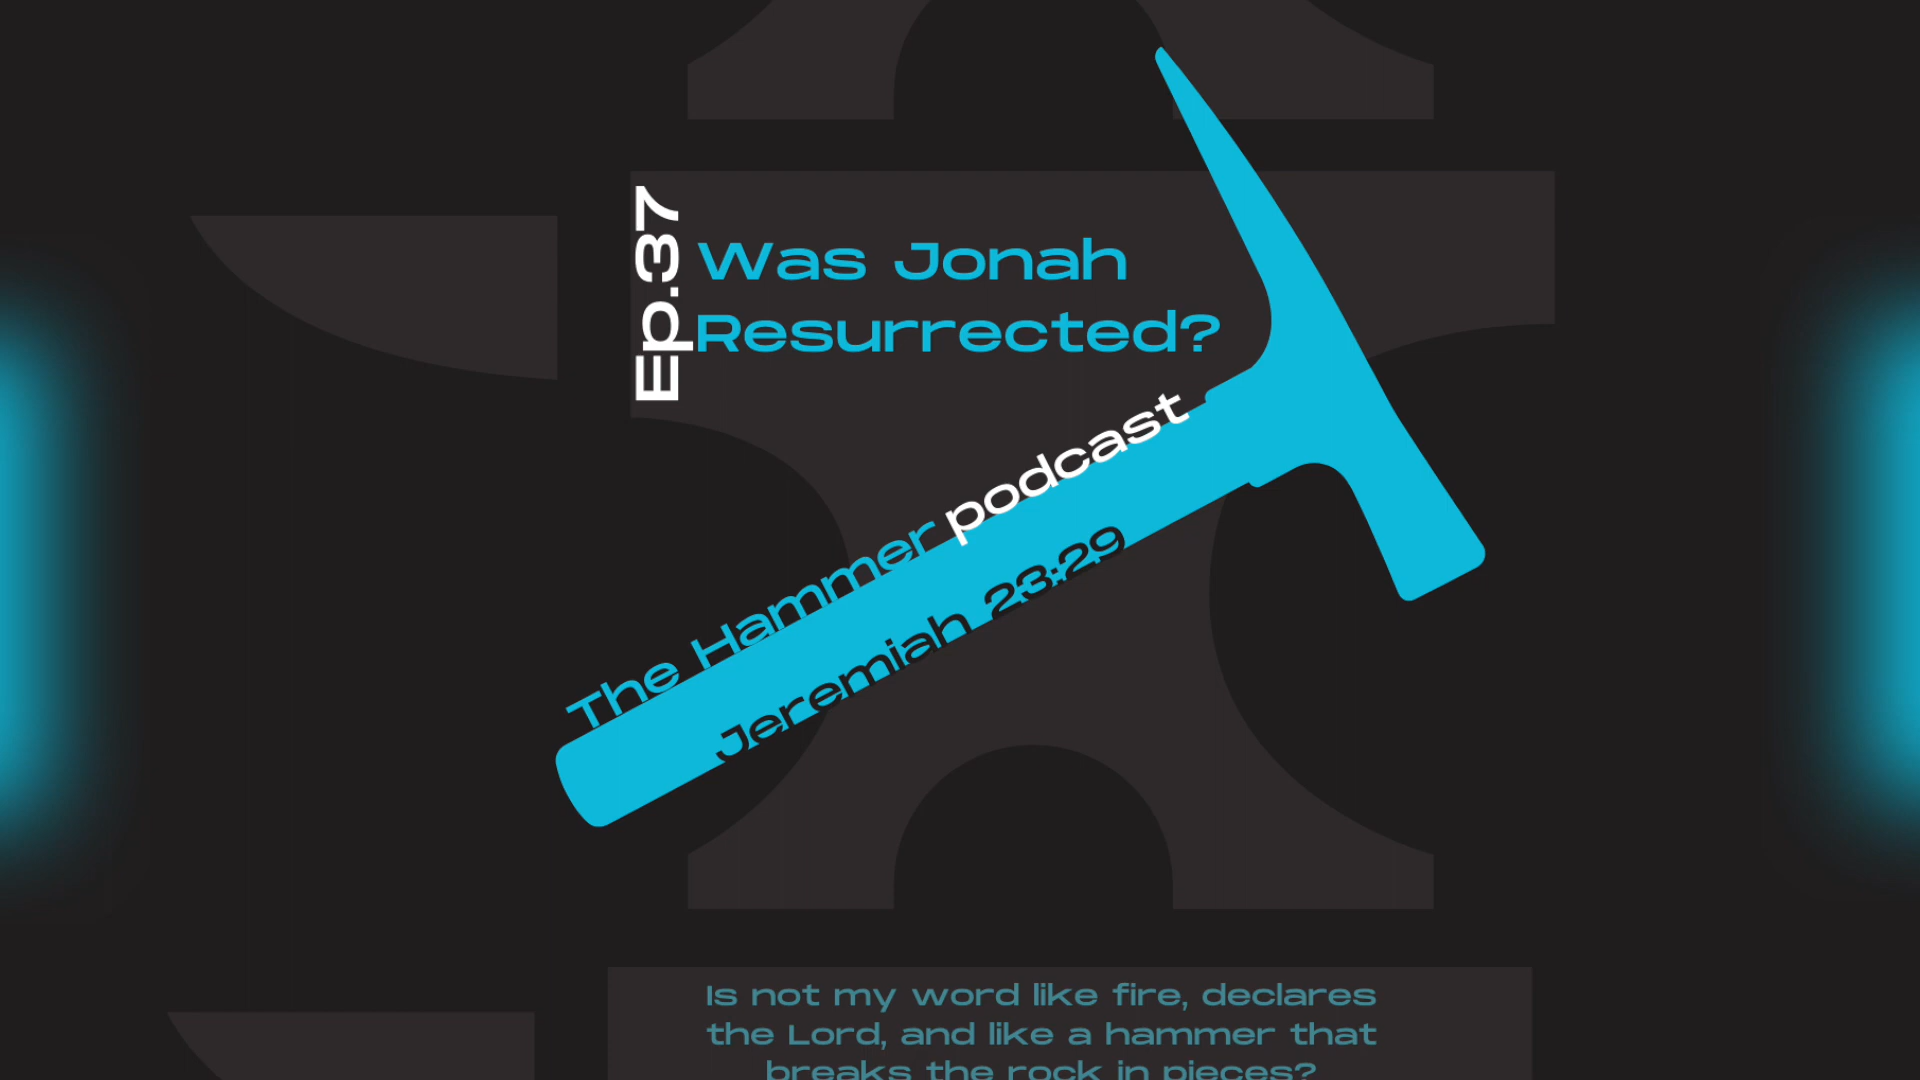 Ep.37
Was Jonah
Resurrected?
The Hammer podcast
Jeremiah 23:29
Is not my word like fire, declares
the Lord, and like a hammer that
breaks the rock in pieces?